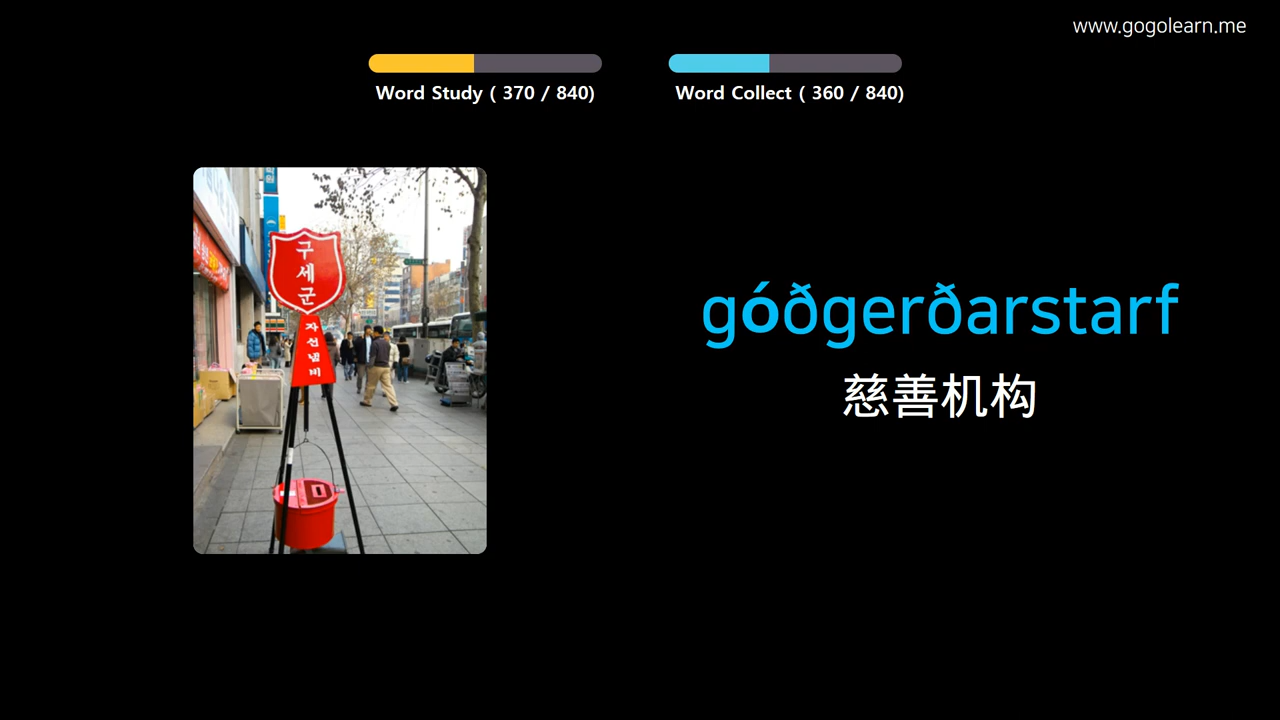 www.gogolearn.me
Word Study ( 370 / 840)
Word Collect ( 360 / 840)
구
세
군
자
선
냄
비
góðgerðarstarf
慈善机构